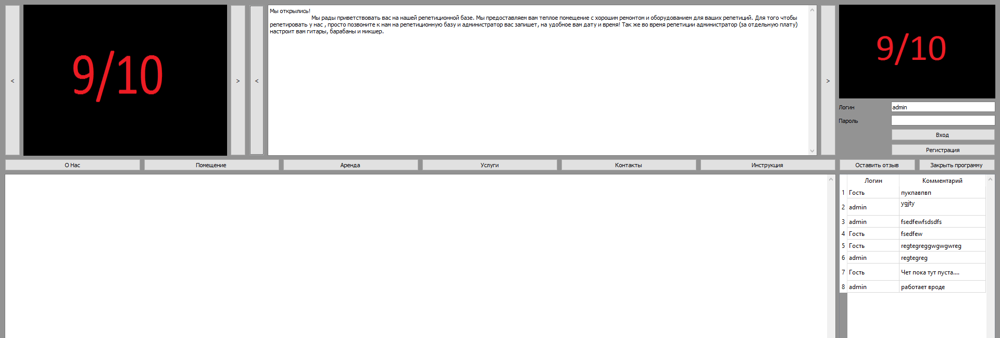 <
9/10
>
<
Мы открылись!
Мы рады приветствовать вас на нашей репетиционной базе. Мы предоставляем вам теплое помещение с хорошим ремонтом и оборудованием для ваших репетиций. Для того чтобы
репетировать у нас , просто позвоните к нам на репетиционную базу и администратор вас запишет, на удобное вам дату и время! Так же во время репетиции администратор (за отдельную плату)
настроит вам гитары, барабаны и микшер.
>
9/10
Логин admin
Пароль
Вход
Регистрация
О Нас Помещение Аренда Услуги Контакты Инструкция Оставить отзыв Закрыть программу
Логин Комментарий
1 Гость пукпавпвп
2 admin ygjty
3 admin fsedfewfsdsdfs
4 Гость fsedfew
5 Гость regtegreggwgwgwreg
6 admin regtegreg
7 Гость Чет пока тут пуста....
8 admin работает вроде